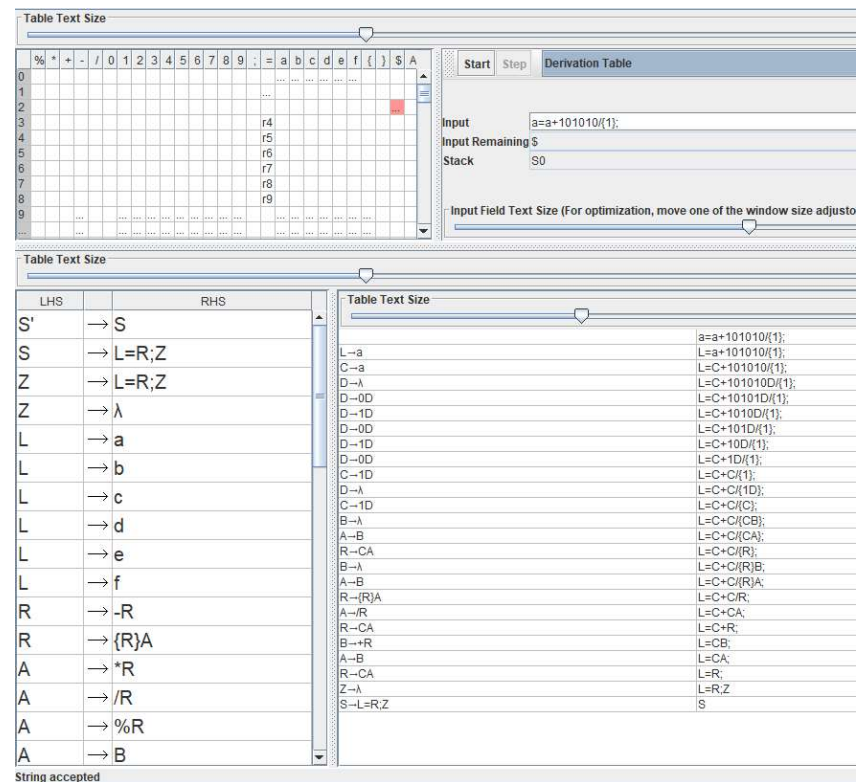 Table Text Size
% * + - / 0 1 2 3 4 5 6 7 8 9 ; = a b c d e f { } $ A
0 ... ... ... ... ... ...
1 ...
2 ...
3 r4
4 r5
5 r6
6 r7
7 r8
8 r9
9 ... ... ... ... ... ... ... ... ... ... ... ... ... ... ... ... ... ...
... ... ... ... ... ... ... ... ... ... ... ... ... ... ... ... ... ... ...
Start Step Derivation Table
Input a=a+101010/{1};
Input Remaining $
Stack S0
Input Field Text Size (For optimization, move one of the window size adjusto
Table Text Size
LHS RHS
S' → S
S → L=R;Z
Z → L=R;Z
Z → λ
L → a
L → b
L → c
L → d
L → e
L → f
R → -R
R → {R}A
A → *R
A → /R
A → %R
A → B
Table Text Size
a=a+101010/{1};
L→a L=a+101010/{1};
C→a L=C+101010/{1};
D→λ L=C+101010D/{1};
D→0D L=C+10101D/{1};
D→1D L=C+1010D/{1};
D→0D L=C+101D/{1};
D→1D L=C+10D/{1};
D→0D L=C+1D/{1};
C→1D L=C+C/{1};
D→λ L=C+C/{1D};
C→1D L=C+C/{C};
B→λ L=C+C/{CB};
A→B L=C+C/{CA};
R→CA L=C+C/{R};
B→λ L=C+C/{R}B;
A→B L=C+C/{R}A;
R→{R}A L=C+C/R;
A→/R L=C+CA;
R→CA L=C+R;
B→+R L=CB;
A→B L=CA;
R→CA L=R;
Z→λ L=R;Z
S→L=R;Z S
String accepted